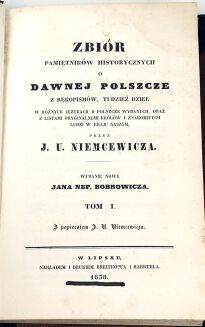 ZBIÓR
PAMIĘTNIKÓW HISTORYCZNYCH
O
DAWNEJ POLSZCZE
Z RĘKOPISMÓW, TUDZIEŻ DZIEŁ
W RÓŻNYCH JĘZYKACH O POLSZCZE WYDANYCH, ORAZ
Z LISTAMI ORYGINALNEMI KRÓLÓW I ZNAKOMITYCH
LUDZI W KRAJU NASZYM,
PRZEZ
J. U. NIEMCEWICZA.
WYDANIE NOWE
JANA NEP. BOBROWICZA.
TOM I.
Z popiersiem J. U. Niemcewicza.
W LIPSKU,
NAKŁADEM I DRUKIEM BREITKOPFA I HAERTELA.
1838.